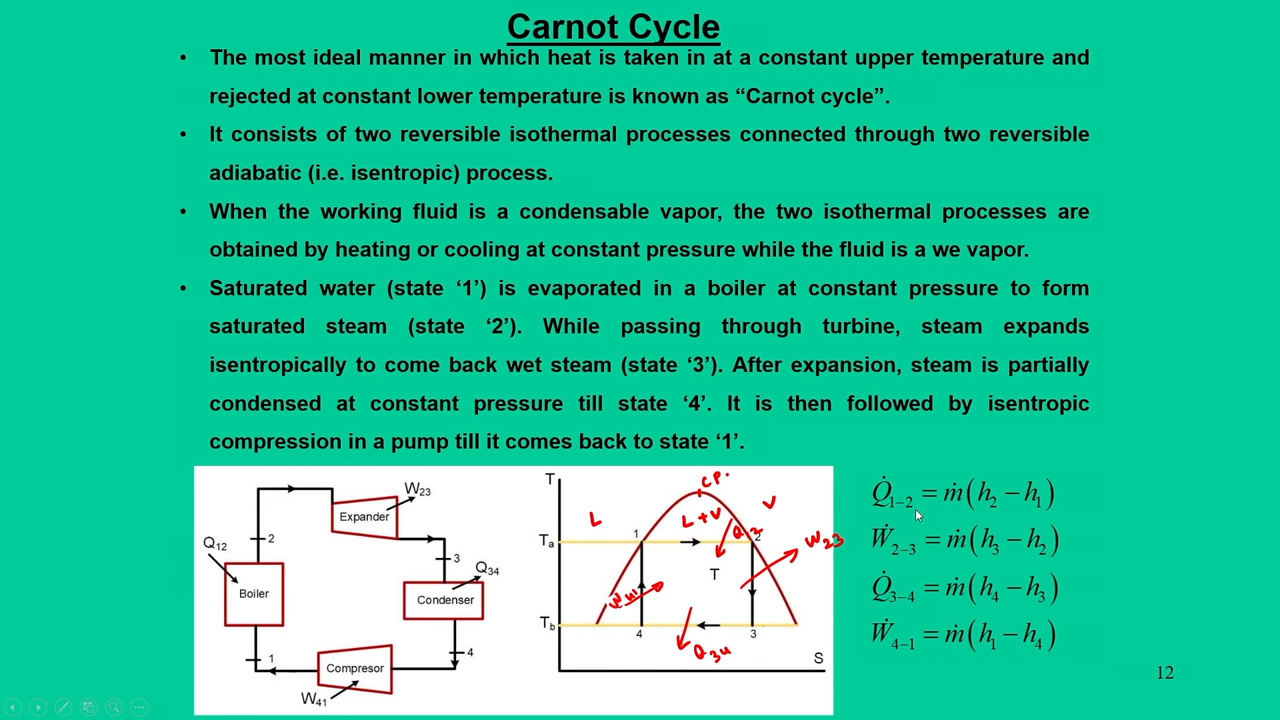 Carnot Cycle
• The most ideal manner in which heat is taken in at a constant upper temperature and
rejected at constant lower temperature is known as “Carnot cycle”.
• It consists of two reversible isothermal processes connected through two reversible
adiabatic (i.e. isentropic) process.
• When the working fluid is a condensable vapor, the two isothermal processes are
obtained by heating or cooling at constant pressure while the fluid is a we vapor.
• Saturated water (state ‘1’) is evaporated in a boiler at constant pressure to form
saturated steam (state ‘2’). While passing through turbine, steam expands
isentropically to come back wet steam (state ‘3’). After expansion, steam is partially
condensed at constant pressure till state ‘4’. It is then followed by isentropic
compression in a pump till it comes back to state ‘1’.
W23
Expander
Q12
2
3
Q34
Boiler
Condenser
1
4
Compresor
W41
T
C.P.
L
L+V
V
Ta
1
2
Q12
W23
T
Tb
4
3
Q34
S
Q̇1−2 = ṁ(h2 − h1)
Ẇ2−3 = ṁ(h3 − h2)
Q̇3−4 = ṁ(h4 − h3)
Ẇ4−1 = ṁ(h1 − h4)
12